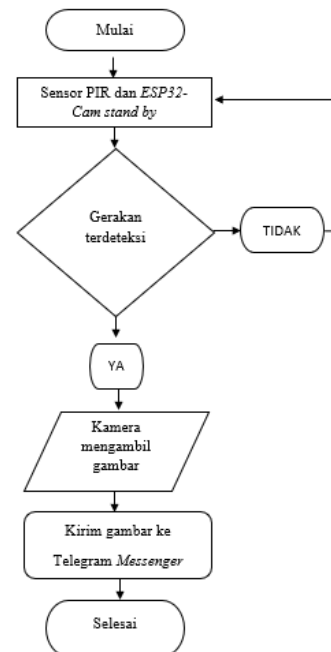 Mulai
Sensor PIR dan ESP32-
Cam stand by
Gerakan
terdeteksi
TIDAK
YA
Kamera
mengambil
gambar
Kirim gambar ke
Telegram Messenger
Selesai